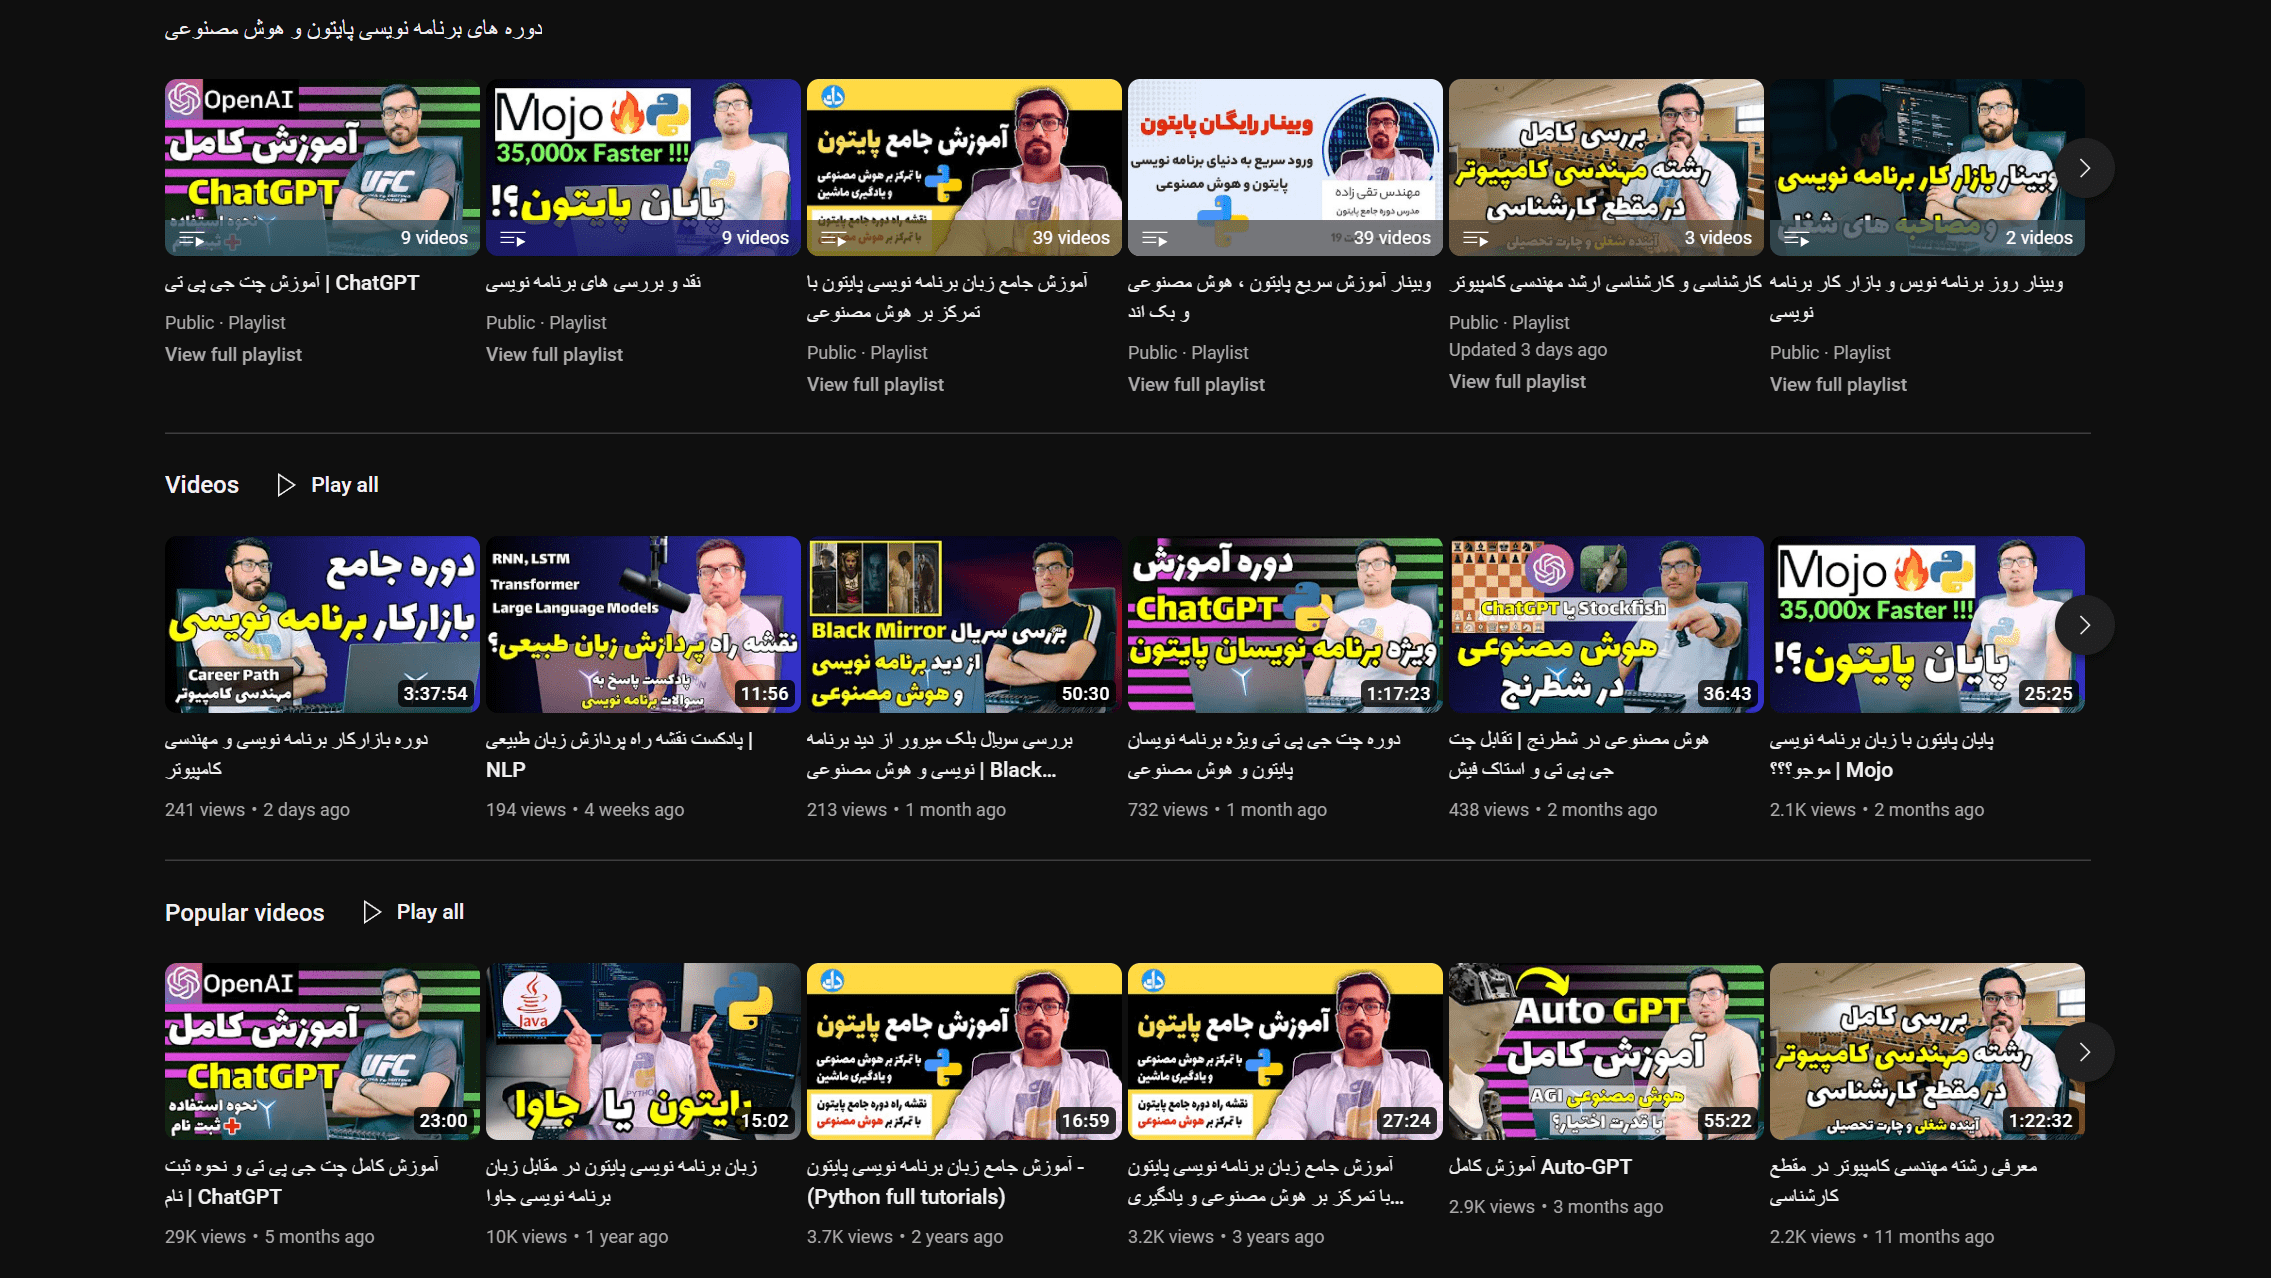 دوره های برنامه نویسی پایتون و هوش مصنوعی
OpenAI
آموزش کامل
ChatGPT
نحوه استفاده
ثبت نام
UFC
9 videos
Mojo
35,000x Faster !!!
پایان پایتون؟!
9 videos
آموزش جامع پایتون
با تمرکز بر هوش مصنوعی
و یادگیری ماشین
نقشه راه دوره جامع پایتون
با تمرکز بر هوش مصنوعی
39 videos
وبینار رایگان پایتون
ورود سریع به دنیای برنامه نویسی
پایتون و هوش مصنوعی
مهندس تقی زاده
مدرس دوره جامع پایتون
39 videos
بررسی کامل
رشته مهندسی کامپیوتر
در مقطع کارشناسی
آینده شغلی و چارت تحصیلی
3 videos
وبینار بازار کار برنامه نویسی
و مصاحبه های شغلی
2 videos
آموزش چت جی پی تی | ChatGPT
Public · Playlist
View full playlist
نقد و بررسی های برنامه نویسی
Public · Playlist
View full playlist
آموزش جامع زبان برنامه نویسی پایتون با
تمرکز بر هوش مصنوعی
Public · Playlist
View full playlist
وبینار آموزش سریع پایتون ، هوش مصنوعی
و بک اند
Public · Playlist
View full playlist
کارشناسی و کارشناسی ارشد مهندسی کامپیوتر
Public · Playlist
Updated 3 days ago
View full playlist
وبینار روز برنامه نویس و بازار کار برنامه
نویسی
Public · Playlist
View full playlist
Videos
Play all
دوره جامع
بازارکار برنامه نویسی
Career Path
مهندسی کامپیوتر
3:37:54
RNN, LSTM
Transformer
Large Language Models
نقشه راه پردازش زبان طبیعی؟
پادکست پاسخ به
سوالات برنامه نویسی
11:56
بررسی سریال Black Mirror
از دید برنامه نویسی
و هوش مصنوعی
50:30
دوره آموزش
ChatGPT
ویژه برنامه نویسان پایتون
1:17:23
ChatGPT یا Stockfish
هوش مصنوعی
در شطرنج
36:43
Mojo
35,000x Faster !!!
پایان پایتون؟!
25:25
دوره بازارکار برنامه نویسی و مهندسی
کامپیوتر
241 views • 2 days ago
پادکست نقشه راه پردازش زبان طبیعی |
NLP
194 views • 4 weeks ago
بررسی سریال بلک میرور از دید برنامه
نویسی و هوش مصنوعی | Black...
213 views • 1 month ago
دوره چت جی پی تی ویژه برنامه نویسان
پایتون و هوش مصنوعی
732 views • 1 month ago
هوش مصنوعی در شطرنج | تقابل چت
جی پی تی و استاک فیش
438 views • 2 months ago
پایان پایتون با زبان برنامه نویسی
موجو؟؟؟ | Mojo
2.1K views • 2 months ago
Popular videos
Play all
OpenAI
آموزش کامل
ChatGPT
نحوه استفاده
ثبت نام
UFC
23:00
Java
پایتون یا جاوا
15:02
آموزش جامع پایتون
با تمرکز بر هوش مصنوعی
و یادگیری ماشین
نقشه راه دوره جامع پایتون
با تمرکز بر هوش مصنوعی
16:59
آموزش جامع پایتون
با تمرکز بر هوش مصنوعی
و یادگیری ماشین
نقشه راه دوره جامع پایتون
با تمرکز بر هوش مصنوعی
27:24
Auto GPT
آموزش کامل
هوش مصنوعی AGI
با قدرت اختیار؟
55:22
بررسی کامل
رشته مهندسی کامپیوتر
در مقطع کارشناسی
آینده شغلی و چارت تحصیلی
1:22:32
آموزش کامل چت جی پی تی و نحوه ثبت
نام | ChatGPT
29K views • 5 months ago
زبان برنامه نویسی پایتون در مقابل زبان
برنامه نویسی جاوا
10K views • 1 year ago
آموزش جامع زبان برنامه نویسی پایتون -
(Python full tutorials)
3.7K views • 2 years ago
آموزش جامع زبان برنامه نویسی پایتون
با تمرکز بر هوش مصنوعی و یادگیری...
3.2K views • 3 years ago
آموزش کامل Auto-GPT
2.9K views • 3 months ago
معرفی رشته مهندسی کامپیوتر در مقطع
کارشناسی
2.2K views • 11 months ago